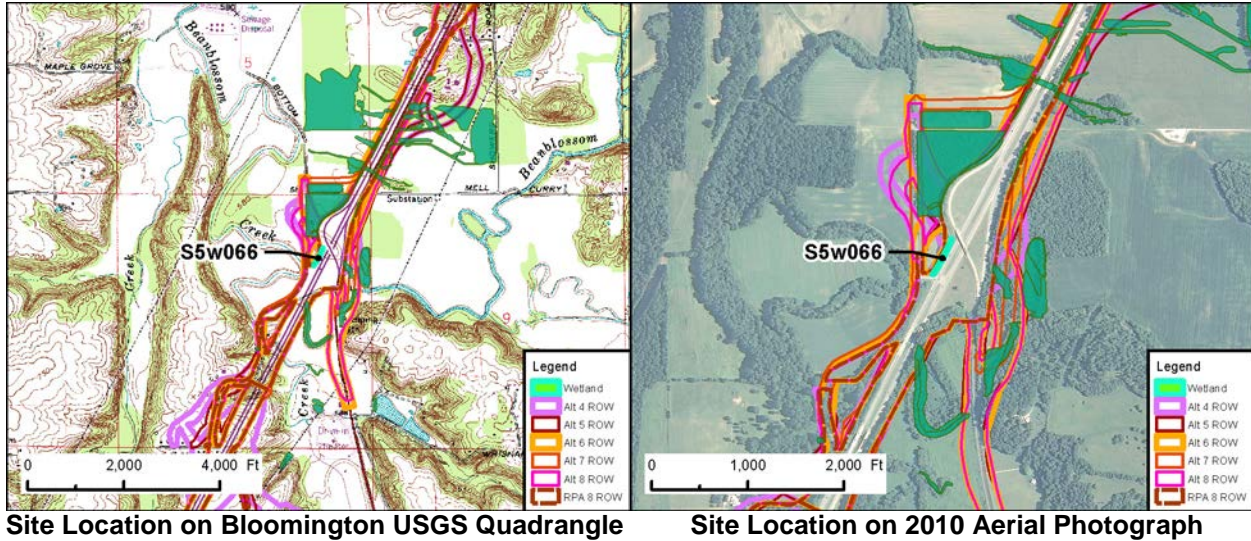 580
Sewage
Disposal
Beanblossom
5
MAPLE GROVE
BOTTOM
Beanblossom
MELL
CURRY
Substation
Creek
S5w066
Creek
9
Creek
Drive-in
Theater
Legend
Wetland
Alt 4 ROW
Alt 5 ROW
Alt 6 ROW
Alt 7 ROW
Alt 8 ROW
RPA 8 ROW
0 2,000 4,000 Ft
S5w066
Legend
Wetland
Alt 4 ROW
Alt 5 ROW
Alt 6 ROW
Alt 7 ROW
Alt 8 ROW
RPA 8 ROW
0 1,000 2,000 Ft
Site Location on Bloomington USGS Quadrangle
Site Location on 2010 Aerial Photograph